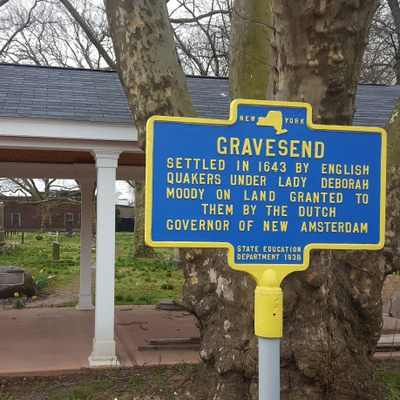 NEW YORK
GRAVESEND
SETTLED IN 1643 BY ENGLISH
QUAKERS UNDER LADY DEBORAH
MOODY ON LAND GRANTED TO
THEM BY THE DUTCH
GOVERNOR OF NEW AMSTERDAM
STATE EDUCATION
DEPARTMENT 1938